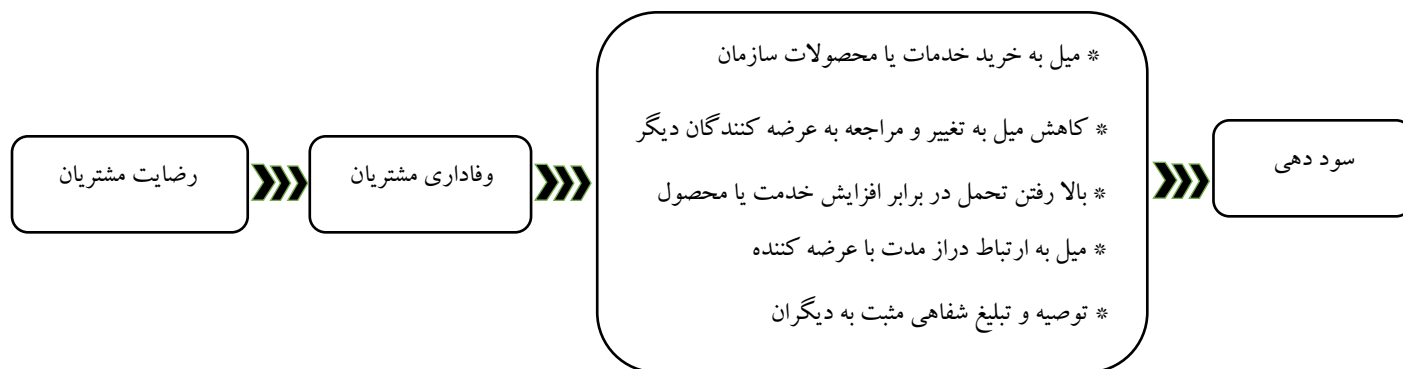 رضایت مشتریان
وفاداری مشتریان
* میل به خرید خدمات یا محصولات سازمان
* کاهش میل به تغییر و مراجعه به عرضه کنندگان دیگر
* بالا رفتن تحمل در برابر افزایش خدمت یا محصول
* میل به ارتباط دراز مدت با عرضه کننده
* توصیه و تبلیغ شفاهی مثبت به دیگران
سود دهی